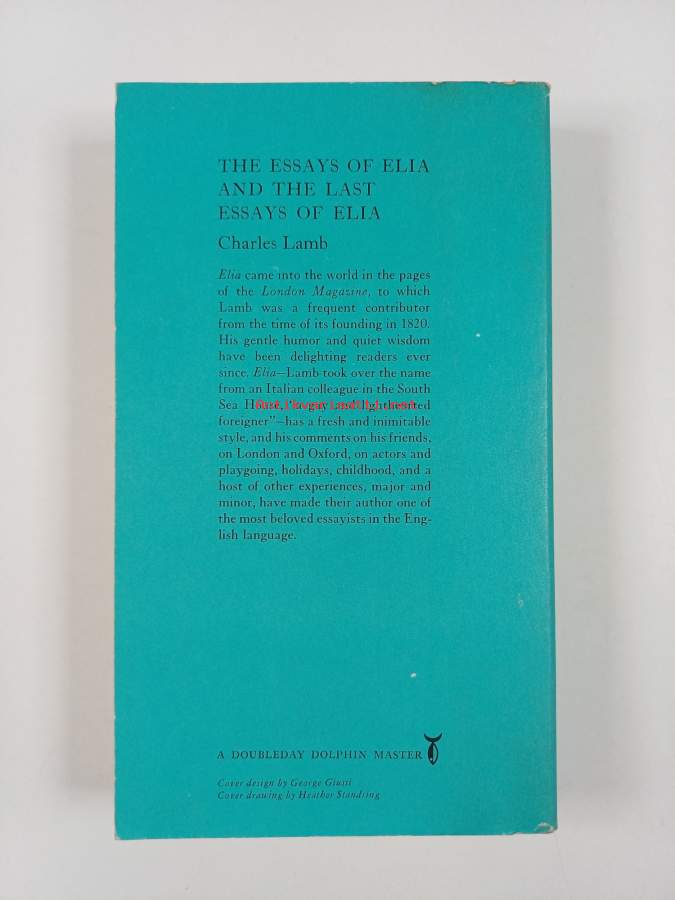 THE ESSAYS OF ELIA
AND THE LAST
ESSAYS OF ELIA
Charles Lamb
Elia came into the world in the pages
of the London Magazine, to which
Lamb was a frequent contributor
from the time of its founding in 1820.
His gentle humor and quiet wisdom
have been delighting readers ever
since. Elia—Lamb took over the name
from an Italian colleague in the South
Sea House, "a gay and lighthearted
foreigner"—has a fresh and inimitable
style, and his comments on his friends,
on London and Oxford, on actors and
playgoing, holidays, childhood, and a
host of other experiences, major and
minor, have made their author one of
the most beloved essayists in the Eng-
lish language.
A DOUBLEDAY DOLPHIN MASTER
Cover design by George Giusti
Cover drawing by Heather Standring